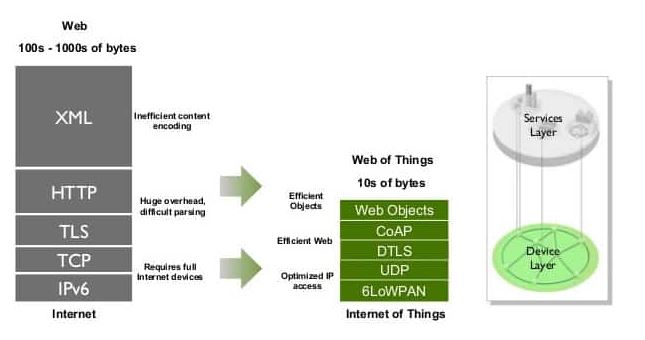 Web
100s - 1000s of bytes
XML
Inefficient content
encoding
HTTP
Huge overhead,
difficult parsing
TLS
TCP
Requires full
Internet devices
IPv6
Internet
Web of Things
10s of bytes
Efficient
Objects
Web Objects
Efficient Web
CoAP
DTLS
Optimized IP
access
UDP
6LoWPAN
Internet of Things
Services
Layer
Device
Layer